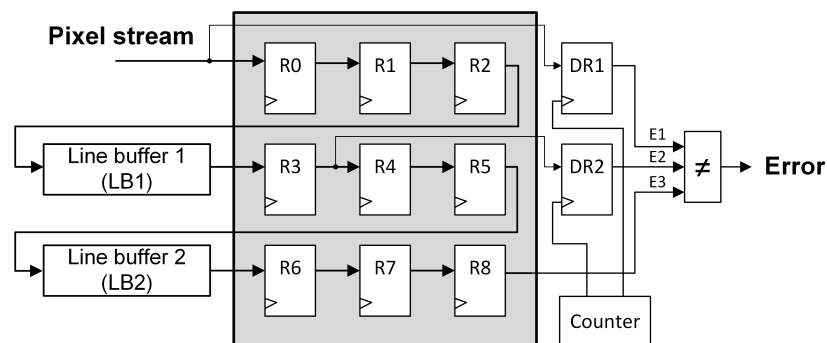 Pixel stream
R0
R1
R2
DR1
Line buffer 1
(LB1)
R3
R4
R5
DR2
E1
E2
E3
≠
Error
Line buffer 2
(LB2)
R6
R7
R8
Counter